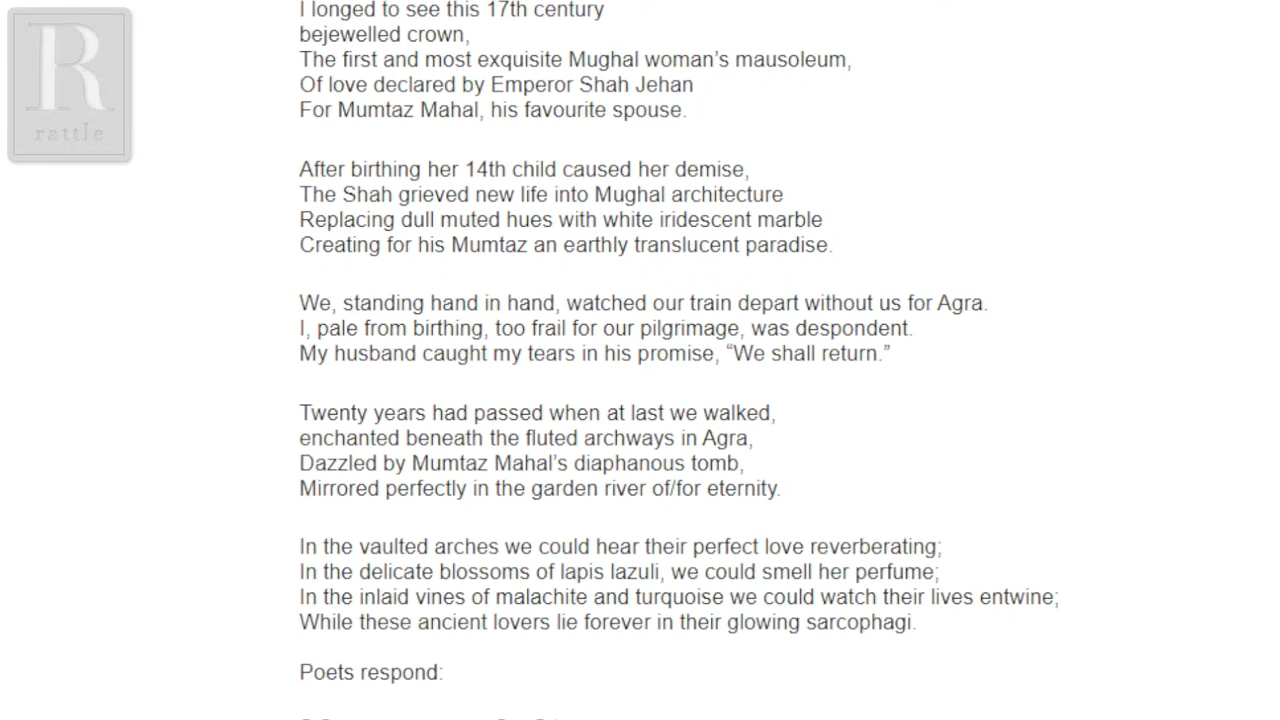 R
rattle
I longed to see this 17th century
bejewelled crown,
The first and most exquisite Mughal woman's mausoleum,
Of love declared by Emperor Shah Jehan
For Mumtaz Mahal, his favourite spouse.
After birthing her 14th child caused her demise,
The Shah grieved new life into Mughal architecture
Replacing dull muted hues with white iridescent marble
Creating for his Mumtaz an earthly translucent paradise.
We, standing hand in hand, watched our train depart without us for Agra.
I, pale from birthing, too frail for our pilgrimage, was despondent.
My husband caught my tears in his promise, “We shall return.”
Twenty years had passed when at last we walked,
enchanted beneath the fluted archways in Agra,
Dazzled by Mumtaz Mahal's diaphanous tomb,
Mirrored perfectly in the garden river of/for eternity.
In the vaulted arches we could hear their perfect love reverberating;
In the delicate blossoms of lapis lazuli, we could smell her perfume;
In the inlaid vines of malachite and turquoise we could watch their lives entwine;
While these ancient lovers lie forever in their glowing sarcophagi.
Poets respond: